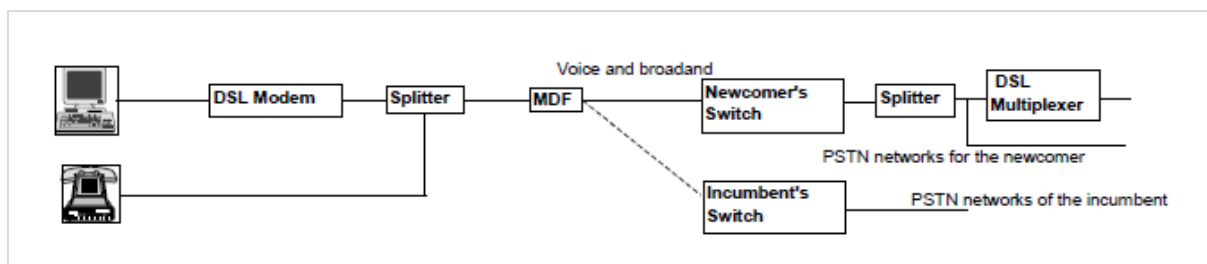 Voice and broadand
DSL Modem
Splitter
MDF
Newcomer's
Switch
Splitter
DSL
Multiplexer
PSTN networks for the newcomer
Incumbent's
Switch
PSTN networks of the incumbent